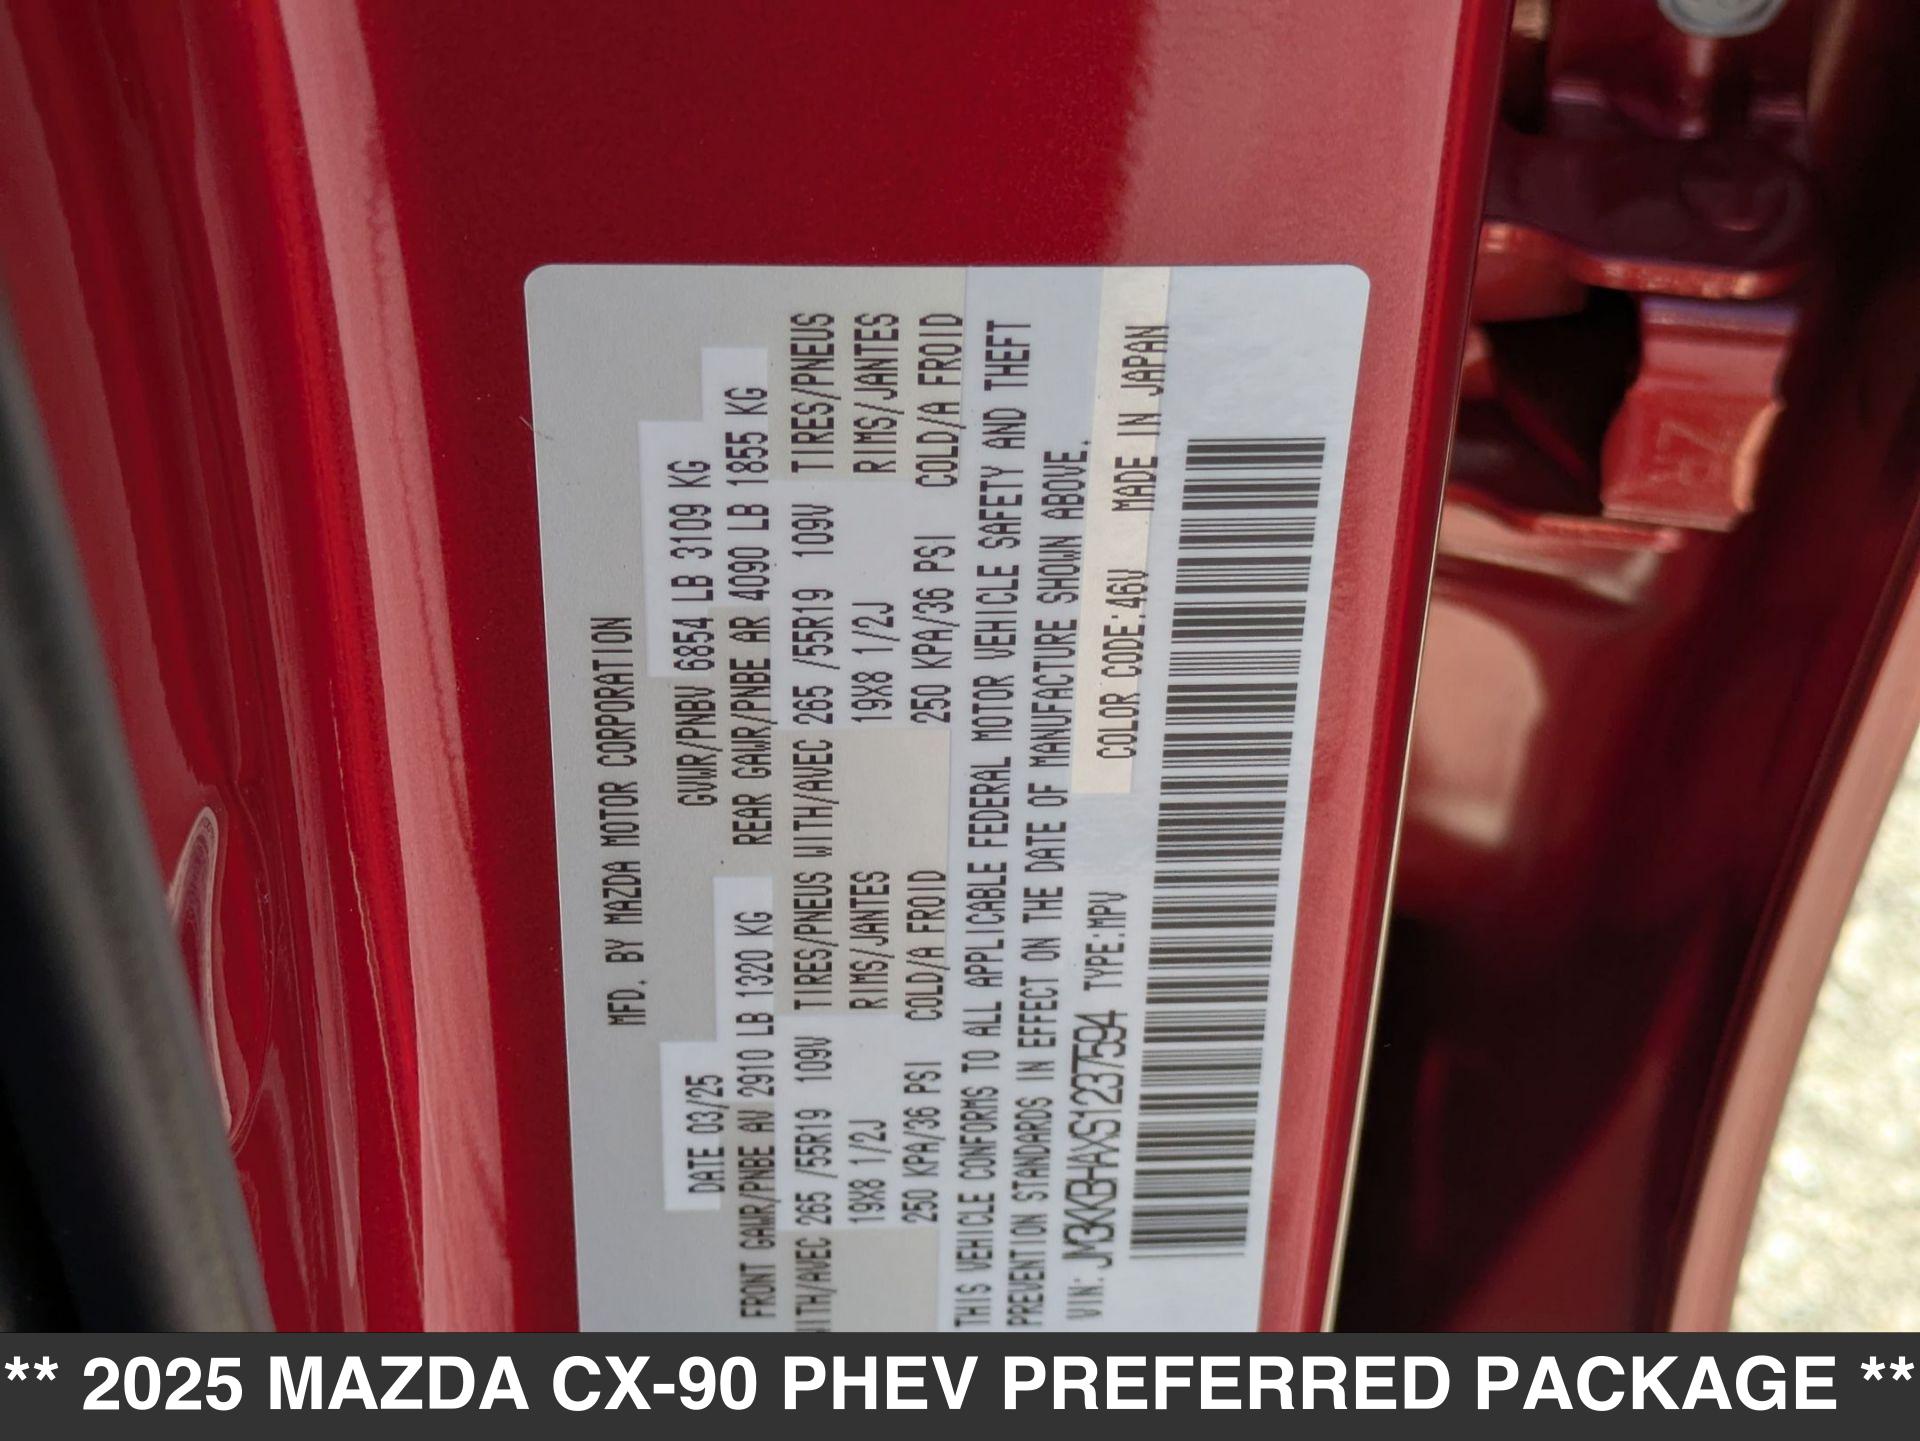 MFD. BY MAZDA MOTOR CORPORATION
DATE 03/25 GVWR/PNBV 6854 LB 3109 KG
FRONT GAWR/PNBE AV 2910 LB 1320 KG REAR GAWR/PNBE AR 4090 LB 1855 KG
WITH/AVEC 265 /55R19 109V TIRES/PNEUS WITH/AVEC 265 /55R19 109V TIRES/PNEUS
19X8 1/2J RIMS/JANTES 19X8 1/2J RIMS/JANTES
250 KPA/36 PSI COLD/A FROID 250 KPA/36 PSI COLD/A FROID
THIS VEHICLE CONFORMS TO ALL APPLICABLE FEDERAL MOTOR VEHICLE SAFETY AND THEFT
PREVENTION STANDARDS IN EFFECT ON THE DATE OF MANUFACTURE SHOWN ABOVE.
VIN: JM3KKBHAXS1237594 TYPE:MPV COLOR CODE:46V MADE IN JAPAN
** 2025 MAZDA CX-90 PHEV PREFERRED PACKAGE **